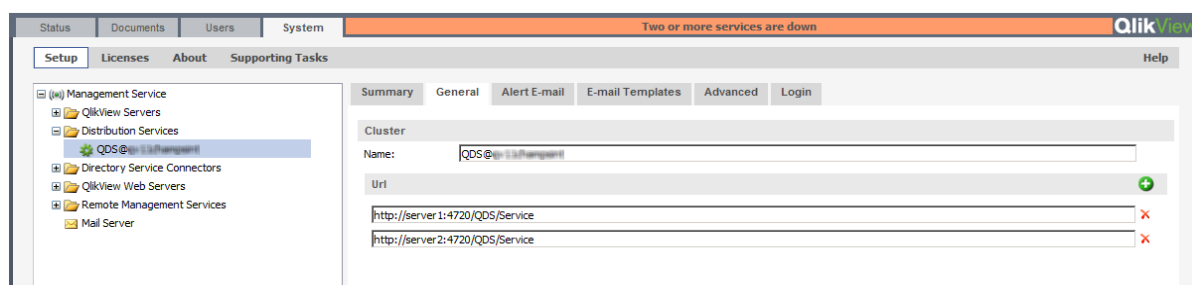 Status Documents Users System Two or more services are down QlikView
Setup Licenses About Supporting Tasks Help
Management Service
QlikView Servers
Distribution Services
QDS@
Directory Service Connectors
QlikView Web Servers
Remote Management Services
Mail Server
Summary General Alert E-mail E-mail Templates Advanced Login
Cluster
Name: QDS@
Url
http://server1:4720/QDS/Service
http://server2:4720/QDS/Service